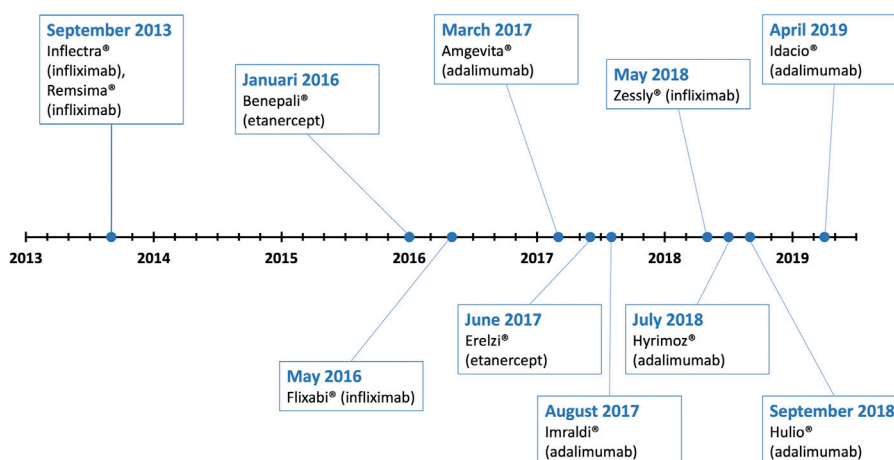 September 2013
Inflectra®
(infliximab),
Remsima®
(infliximab)
Januari 2016
Benepali®
(etanercept)
March 2017
Amgevita®
(adalimumab)
May 2018
Zessly® (infliximab)
April 2019
Idacio®
(adalimumab)
2013 2014 2015 2016 2017 2018 2019
May 2016
Flixabi® (infliximab)
June 2017
Erelzi®
(etanercept)
August 2017
Imraldi®
(adalimumab)
July 2018
Hyrimoz®
(adalimumab)
September 2018
Hulio®
(adalimumab)